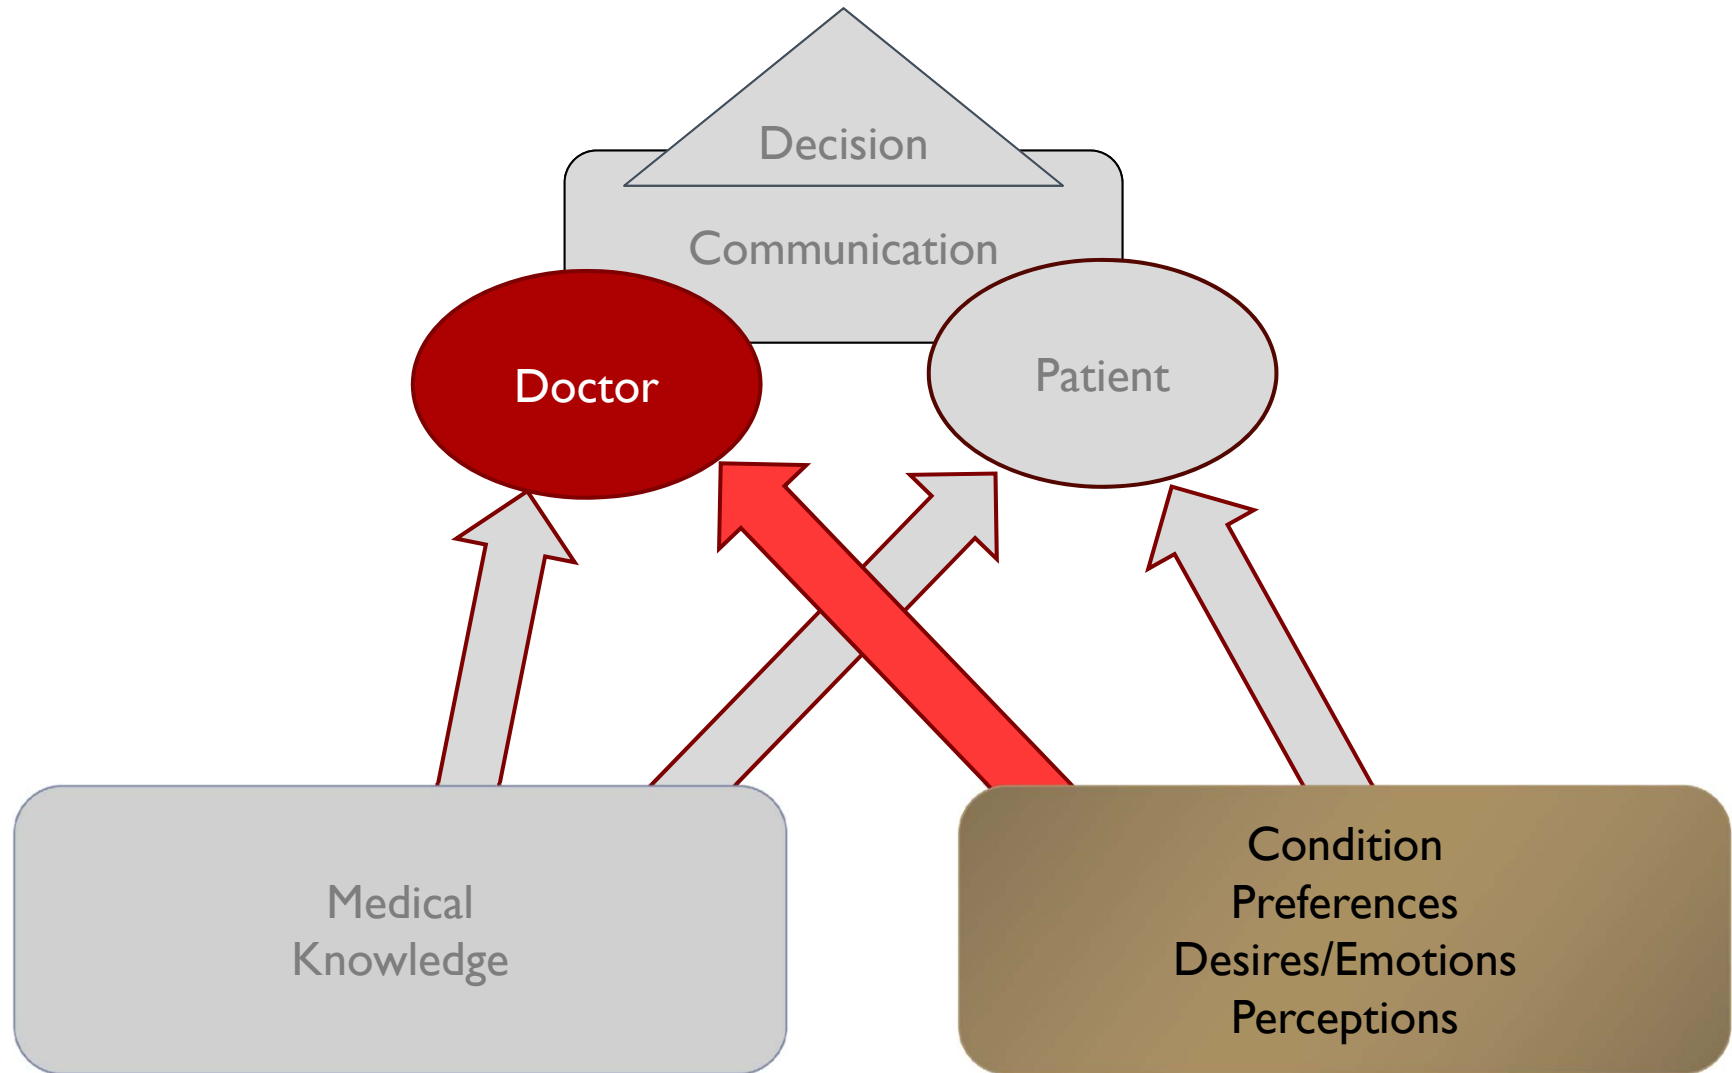 Decision
Communication
Doctor
Patient
Medical
Knowledge
Condition
Preferences
Desires/Emotions
Perceptions